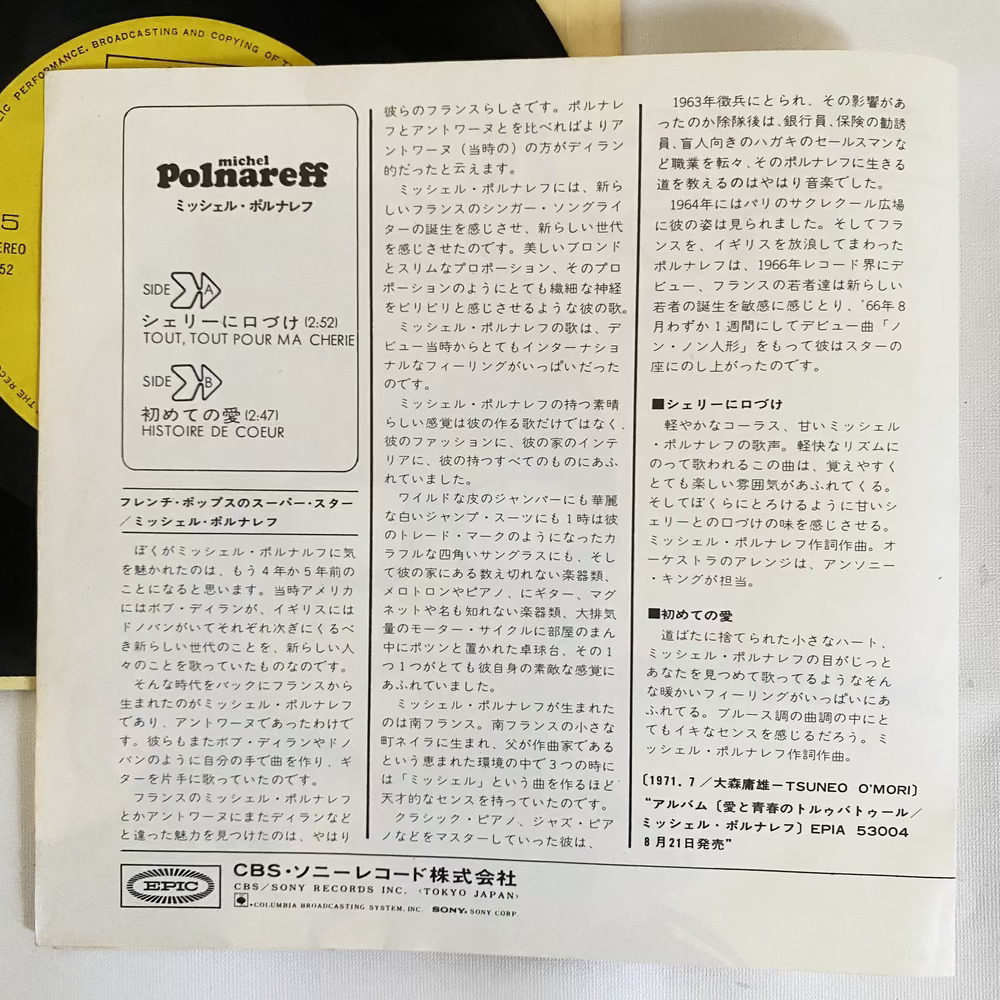 LIC PERFORMANCE, BROADCASTING AND COPYING OF T
5
EREO
52
THE RECO
michel
Polnareff
ミッシェル・ポルナレフ
SIDE A
シェリーに口づけ (2:52)
TOUT, TOUT POUR MA CHERIE
SIDE B
初めての愛 (2:47)
HISTOIRE DE COEUR
フレンチ・ポップスのスーパー・スター
／ミッシェル・ポルナレフ
ぼくがミッシェル・ポルナルフに気
を魅かれたのは、もう４年か５年前の
ことになると思います。当時アメリカ
にはボブ・ディランが、イギリスには
ドノバンがいてそれぞれ次ぎにくるべ
き新らしい世代のことを、新らしい人
々のことを歌っていたものなのです。
そんな時代をバックにフランスから
生まれたのがミッシェル・ポルナレフ
であり、アントワーヌであったわけで
す。彼らもまたボブ・ディランやドノ
バンのように自分の手で曲を作り、ギ
ターを片手に歌っていたのです。
フランスのミッシェル・ポルナレフ
とかアントワーヌにまたディランなど
と違った魅力を見つけたのは、やはり
彼らのフランスらしさです。ポルナレ
フとアントワーヌとを比べればよりア
ントワーヌ（当時の）の方がディラン
的だったと云えます。
ミッシェル・ポルナレフには、新ら
しいフランスのシンガー・ソングライ
ターの誕生を感じさせ、新らしい世代
を感じさせたのです。美しいブロンド
とスリムなプロポーション、そのプロ
ポーションのようにとても繊細な神経
をピリピリと感じさせるような彼の歌。
ミッシェル・ポルナレフの歌は、デ
ビュー当時からとてもインターナショ
ナルなフィーリングがいっぱいだった
のです。
ミッシェル・ポルナレフの持つ素晴
らしい感覚は彼の作る歌だけではなく、
彼のファッションに、彼の家のインテ
リアに、彼の持つすべてのものにあふ
れていました。
ワイルドな皮のジャンパーにも華麗
な白いジャンプ・スーツにも１時は彼
のトレード・マークのようになったカ
ラフルな四角いサングラスにも、そし
て彼の家にある数え切れない楽器類、
メロトロンやピアノ、にギター、マグ
ネットや名も知れない楽器類、大排気
量のモーター・サイクルに部屋のまん
中にポツンと置かれた卓球台、その１
つ１つがとても彼自身の素敵な感覚に
あふれていました。
ミッシェル・ポルナレフが生まれた
のは南フランス。南フランスの小さな
町ネイラに生まれ、父が作曲家である
という恵まれた環境の中で３つの時に
は「ミッシェル」という曲を作るほど
天才的なセンスを持っていたのです。
クラシック・ピアノ、ジャズ・ピア
ノなどをマスターしていった彼は、
1963年徴兵にとられ、その影響があ
ったのか除隊後は、銀行員、保険の勧誘
員、盲人向きのハガキのセールスマンな
ど職業を転々、そのポルナレフに生きる
道を教えるのはやはり音楽でした。
1964年にはパリのサクレクール広場
に彼の姿は見られました。そしてフラ
ンスを、イギリスを放浪してまわった
ポルナレフは、1966年レコード界にデ
ビュー、フランスの若者達は新らしい
若者の誕生を敏感に感じとり、’66年８
月わずか１週間にしてデビュー曲「ノ
ン・ノン人形」をもって彼はスターの
座にのし上がったのです。
■シェリーに口づけ
軽やかなコーラス、甘いミッシェル
・ポルナレフの歌声。軽快なリズムに
のって歌われるこの曲は、覚えやすく
とても楽しい雰囲気があふれてくる。
そしてぼくらにとろけるように甘いシ
ェリーとの口づけの味を感じさせる。
ミッシェル・ポルナレフ作詞作曲。オ
ーケストラのアレンジは、アンソニー
・キングが担当。
■初めての愛
道ばたに捨てられた小さなハート、
ミッシェル・ポルナレフの目がじっと
あなたを見つめて歌ってるようなそん
な暖かいフィーリングがいっぱいにあ
ふれてる。ブルース調の曲調の中にと
てもイキなセンスを感じるだろう。ミ
ッシェル・ポルナレフ作詞作曲。
〔1971. 7／大森庸雄－TSUNEO O'MORI〕
“アルバム〔愛と青春のトルゥバトゥール／
ミッシェル・ポルナレフ〕EPIA 53004
８月21日発売”
EPIC
CBS・ソニーレコード株式会社
CBS/SONY RECORDS INC. 〈TOKYO JAPAN〉
・COLUMBIA BROADCASTING SYSTEM, INC. SONY, SONY CORP.